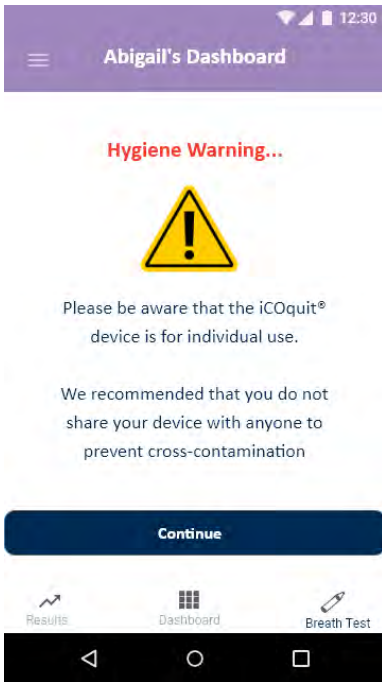 12:30
Abigail's Dashboard
Hygiene Warning...
Please be aware that the iCOquit®
device is for individual use.
We recommended that you do not
share your device with anyone to
prevent cross-contamination
Continue
Results
Dashboard
Breath Test